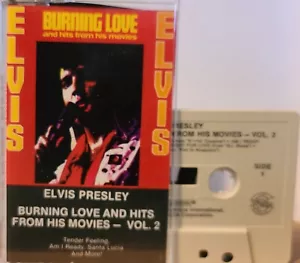 ELVIS
BURNING LOVE
and hits from his movies
ELVIS
ELVIS PRESLEY
BURNING LOVE AND HITS
FROM HIS MOVIES — VOL. 2
Tender Feeling,
Am I Ready, Santa Lucia
And More!
PRESLEY
FROM HIS MOVIES — VOL. 2
SIDE